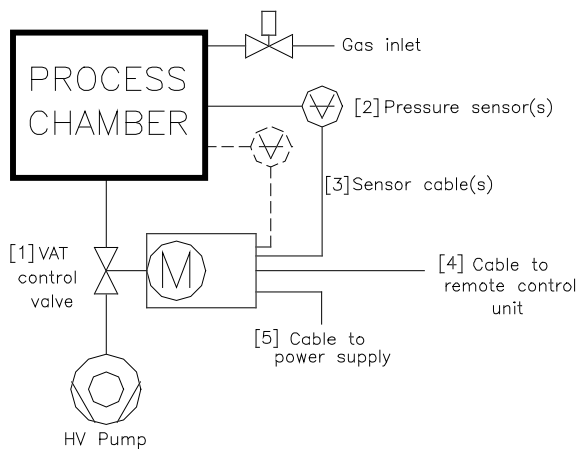 PROCESS
CHAMBER
Gas inlet
[2] Pressure sensor(s)
[3] Sensor cable(s)
[1] VAT
control
valve
M
[4] Cable to
remote control
unit
[5] Cable to
power supply
HV Pump